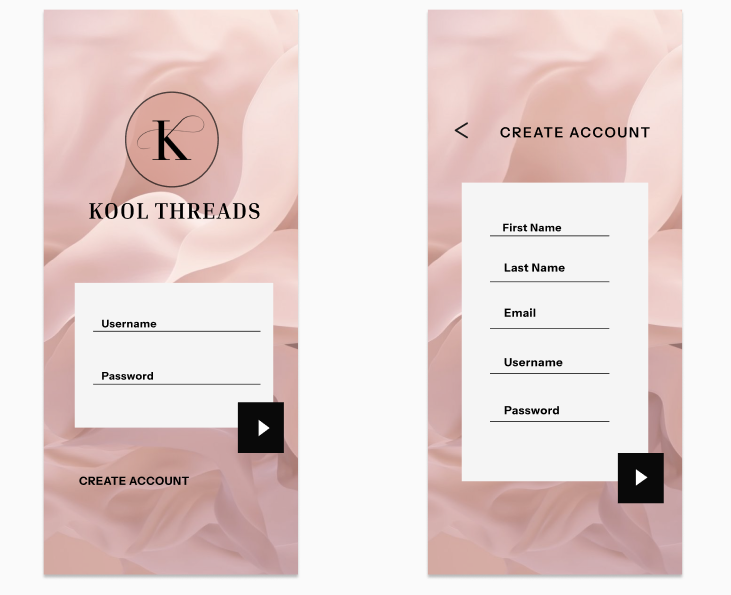 K
KOOL THREADS
Username
Password
CREATE ACCOUNT
<
CREATE ACCOUNT
First Name
Last Name
Email
Username
Password